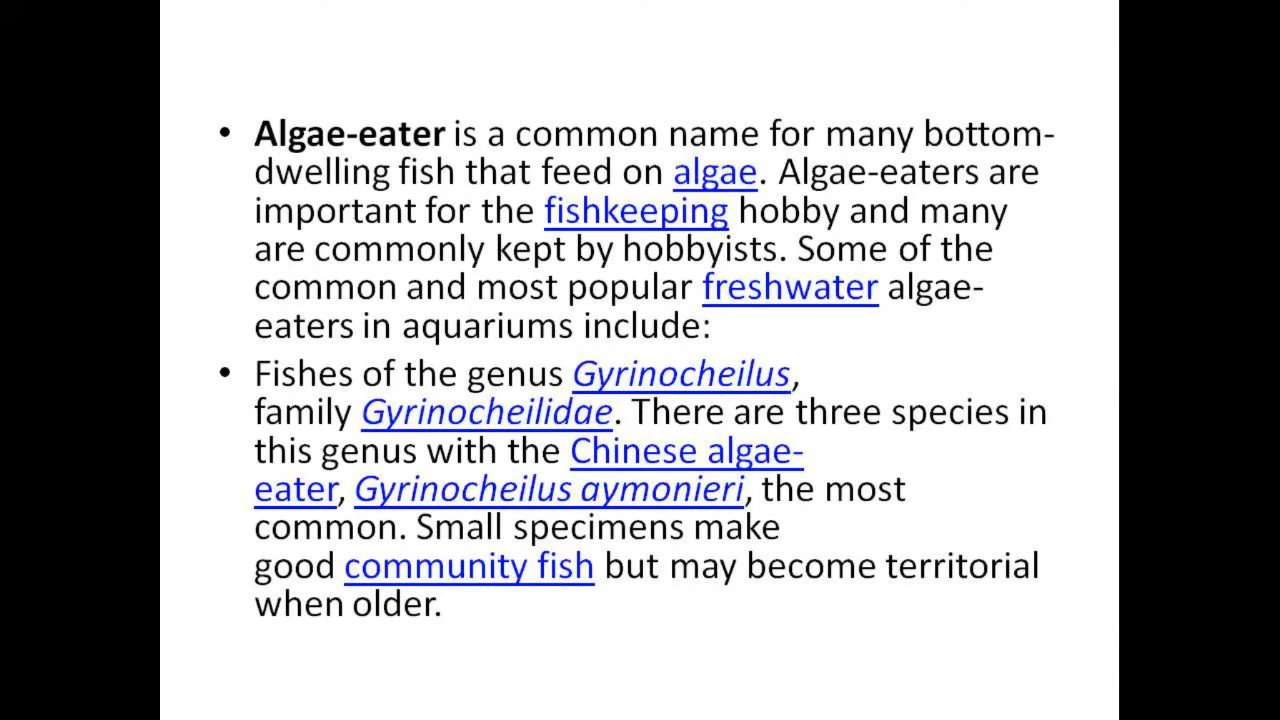 • Algae-eater is a common name for many bottom-
dwelling fish that feed on algae. Algae-eaters are
important for the fishkeeping hobby and many
are commonly kept by hobbyists. Some of the
common and most popular freshwater algae-
eaters in aquariums include:
• Fishes of the genus Gyrinocheilus,
family Gyrinocheilidae. There are three species in
this genus with the Chinese algae-
eater, Gyrinocheilus aymonieri, the most
common. Small specimens make
good community fish but may become territorial
when older.